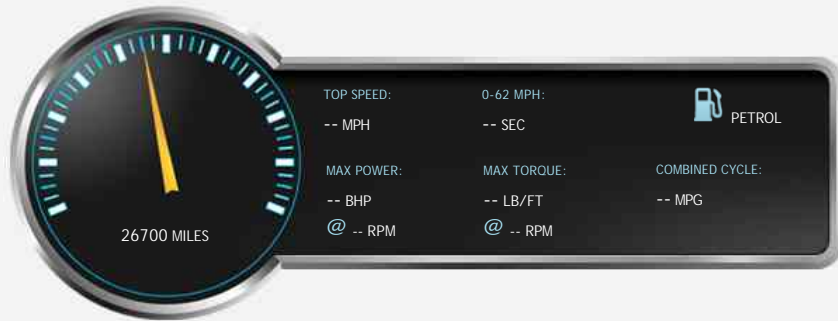 TOP SPEED:
-- MPH
0-62 MPH:
-- SEC
PETROL
MAX POWER:
-- BHP
@ -- RPM
MAX TORQUE:
-- LB/FT
@ -- RPM
COMBINED CYCLE:
-- MPG
26700 MILES